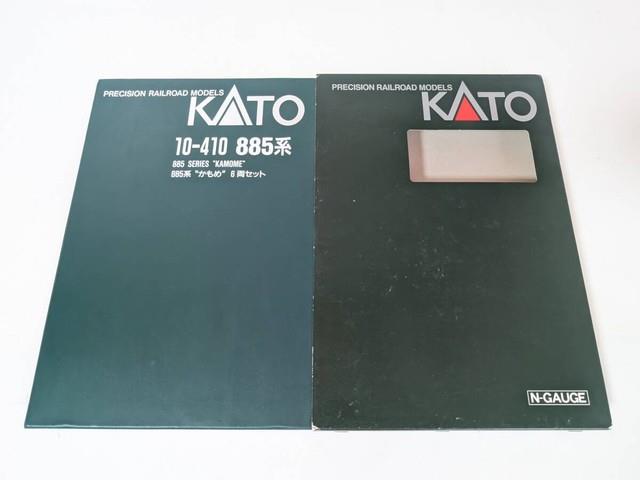 PRECISION RAILROAD MODELS
KATO
10-410 885系
885 SERIES "KAMOME"
885系 "かもめ" 6両セット
PRECISION RAILROAD MODELS
KATO
N-GAUGE